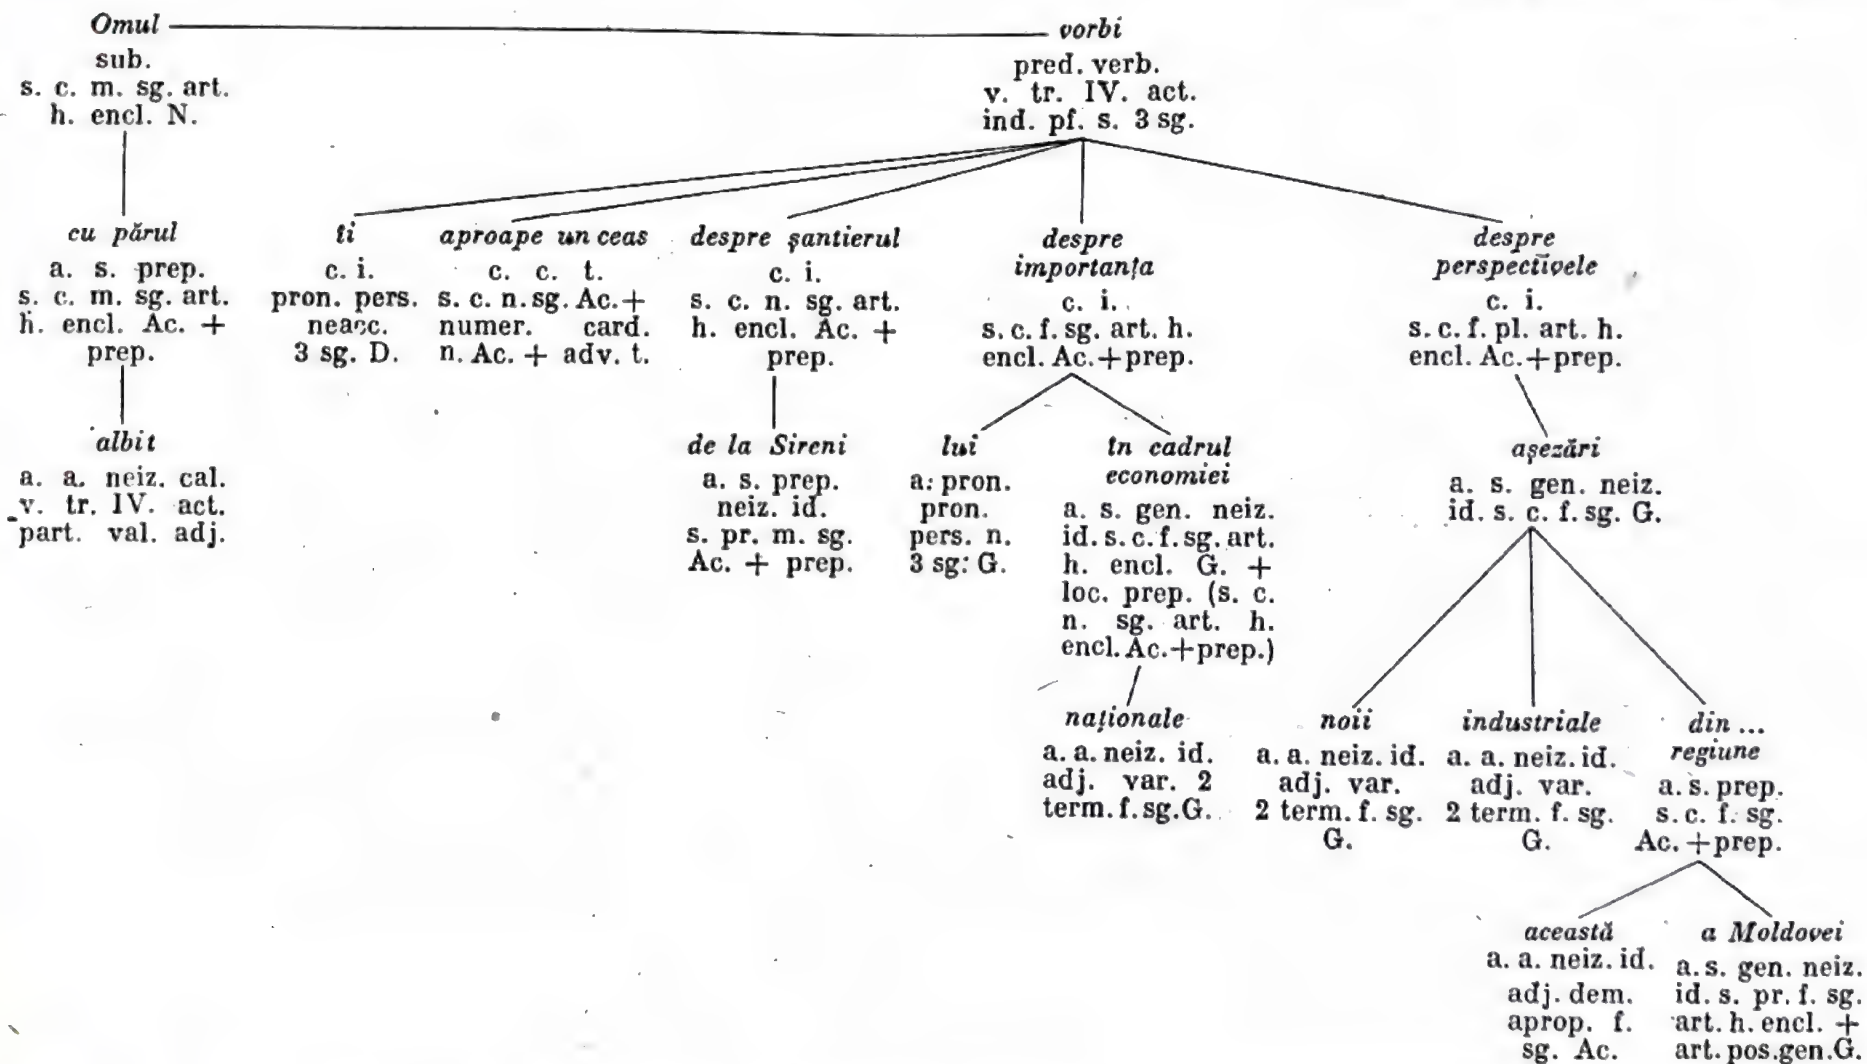 Omul
sub.
s. c. m. sg. art.
h. encl. N.
vorbi
pred. verb.
v. tr. IV. act.
ind. pf. s. 3 sg.
cu părul
a. s. prep.
s. c. m. sg. art.
h. encl. Ac. +
prep.
ti
c. i.
pron. pers.
neacc.
3 sg. D.
aproape un ceas
c. c. t.
s. c. n. sg. Ac. +
numer. card.
n. Ac. + adv. t.
despre șantierul
c. i.
s. c. n. sg. art.
h. encl. Ac. +
prep.
despre
importanța
c. i.
s. c. f. sg. art. h.
encl. Ac. + prep.
despre
perspectivele
c. i.
s. c. f. pl. art. h.
encl. Ac. + prep.
albit
a. a. neiz. cal.
v. tr. IV. act.
part. val. adj.
de la Sireni
a. s. prep.
neiz. id.
s. pr. m. sg.
Ac. + prep.
lui
a: pron.
pron.
pers. n.
3 sg: G.
tn cadrul
economiei
a. s. gen. neiz.
id. s. c. f. sg. art.
h. encl. G. +
loc. prep. (s. c.
n. sg. art. h.
encl. Ac. + prep.)
așezări
a. s. gen. neiz.
id. s. c. f. sg. G.
naționale
a. a. neiz. id.
adj. var. 2
term. f. sg. G.
noii
a. a. neiz. id.
adj. var.
2 term. f. sg.
G.
industriale
a. a. neiz. id.
adj. var.
2 term. f. sg.
G.
din ...
regiune
a. s. prep.
s. c. f. sg.
Ac. + prep.
această
a. a. neiz. id.
adj. dem.
aprop. f.
sg. Ac.
a Moldovei
a. s. gen. neiz.
id. s. pr. f. sg.
art. h. encl. +
art. pos. gen. G.